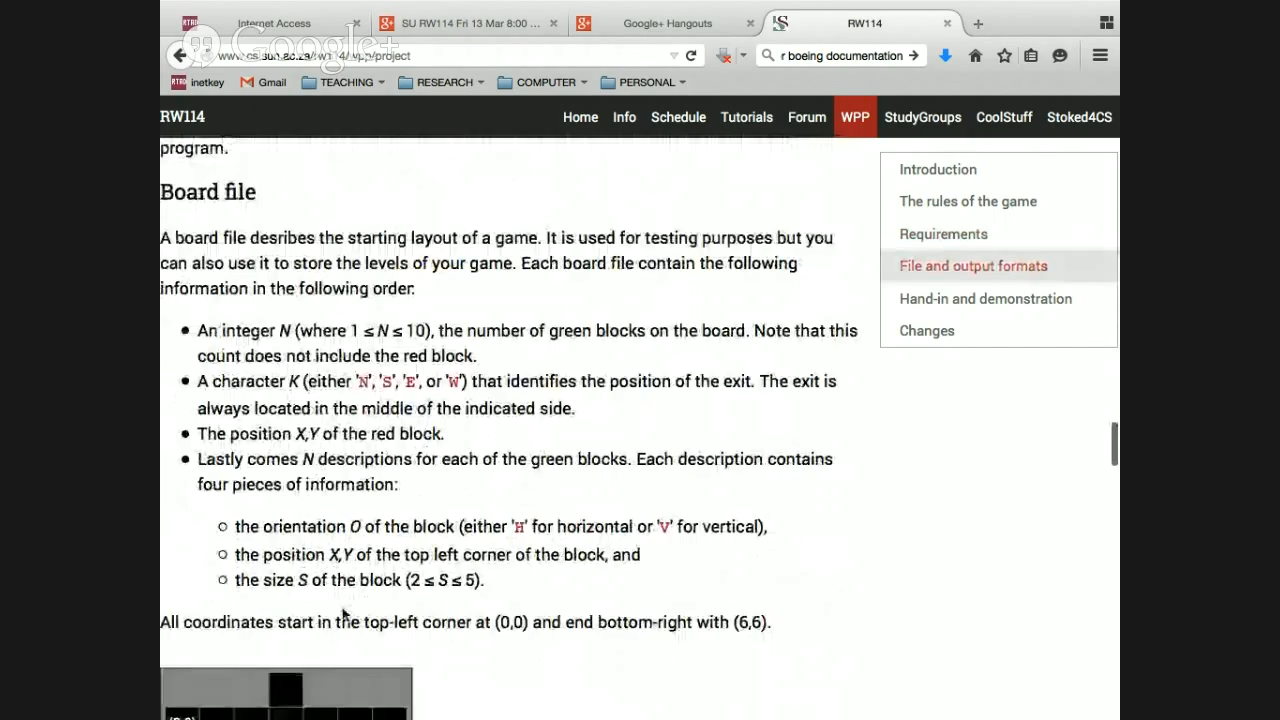 Internet Access
SU RW114 Fri 13 Mar 8:00 ...
Google+ Hangouts
RW114
Google+
/project
r boeing documentation
inetkey
Gmail
TEACHING
RESEARCH
COMPUTER
PERSONAL
RW114
Home Info Schedule Tutorials Forum WPP StudyGroups CoolStuff Stoked4CS
program.
Board file
A board file desribes the starting layout of a game. It is used for testing purposes but you
can also use it to store the levels of your game. Each board file contain the following
information in the following order:
An integer N (where 1 ≤ N ≤ 10), the number of green blocks on the board. Note that this
count does not include the red block.
A character K (either 'N', 'S', 'E', or 'W') that identifies the position of the exit. The exit is
always located in the middle of the indicated side.
The position X,Y of the red block.
Lastly comes N descriptions for each of the green blocks. Each description contains
four pieces of information:
the orientation O of the block (either 'H' for horizontal or 'V' for vertical),
the position X,Y of the top left corner of the block, and
the size S of the block (2 ≤ S ≤ 5).
All coordinates start in the top-left corner at (0,0) and end bottom-right with (6,6).
Introduction
The rules of the game
Requirements
File and output formats
Hand-in and demonstration
Changes